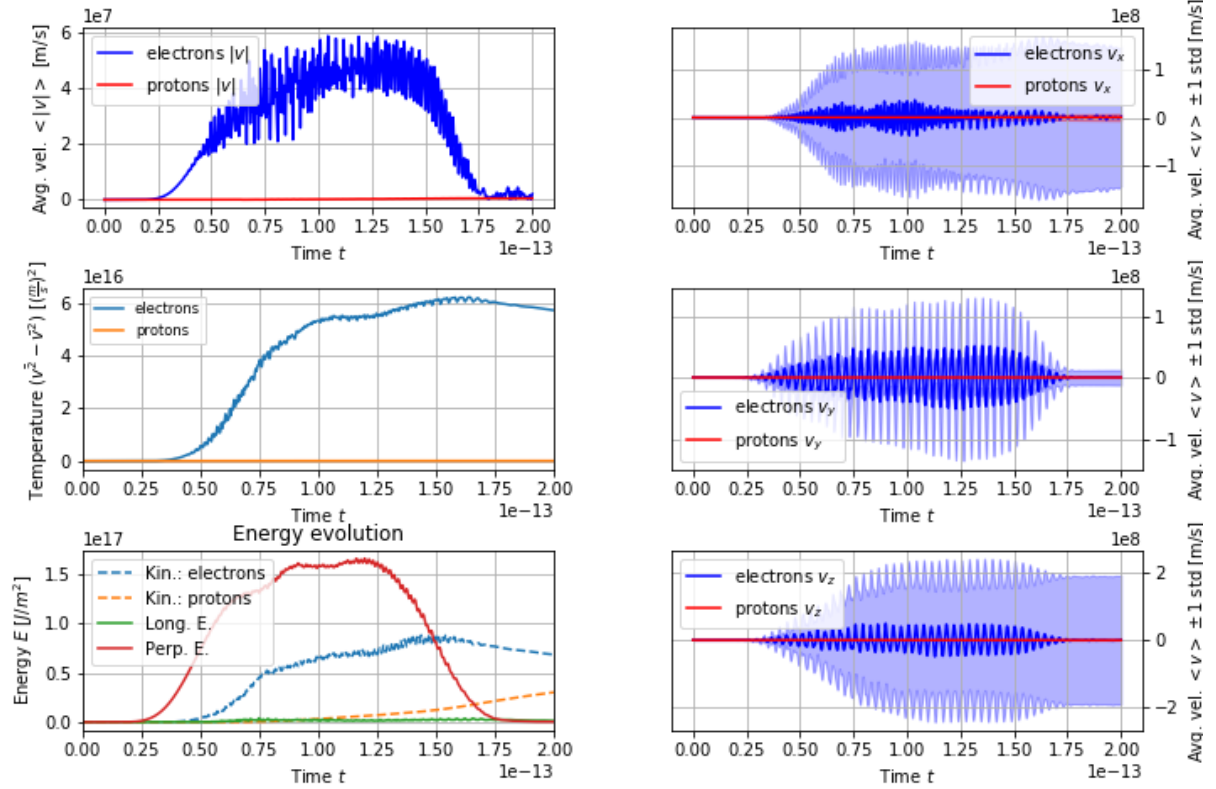 1e7
Avg. vel. < |v| > [m/s]
6
4
2
0
electrons |v|
protons |v|
0.00 0.25 0.50 0.75 1.00 1.25 1.50 1.75 2.00
Time t
1e−13
1e8
electrons v_x
protons v_x
1
0
−1
Avg. vel. < v > ± 1 std [m/s]
0.00 0.25 0.50 0.75 1.00 1.25 1.50 1.75 2.00
Time t
1e−13
1e16
Temperature (v̄² − v̄²) [(m/s)²]
6
4
2
0
electrons
protons
0.00 0.25 0.50 0.75 1.00 1.25 1.50 1.75 2.00
Time t
1e−13
1e8
1
0
−1
electrons v_y
protons v_y
Avg. vel. < v > ± 1 std [m/s]
0.00 0.25 0.50 0.75 1.00 1.25 1.50 1.75 2.00
Time t
1e−13
Energy evolution
1e17
Energy E [J/m²]
1.5
1.0
0.5
0.0
Kin.: electrons
Kin.: protons
Long. E.
Perp. E.
0.00 0.25 0.50 0.75 1.00 1.25 1.50 1.75 2.00
Time t
1e−13
1e8
electrons v_z
protons v_z
2
0
−2
Avg. vel. < v > ± 1 std [m/s]
0.00 0.25 0.50 0.75 1.00 1.25 1.50 1.75 2.00
Time t
1e−13